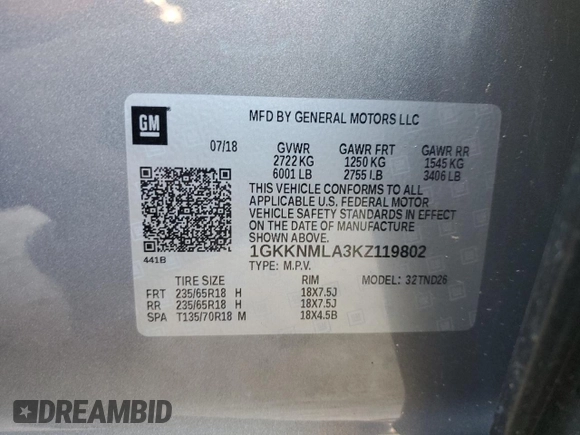 GM
MFD BY GENERAL MOTORS LLC
07/18 GVWR GAWR FRT GAWR RR
2722 KG 1250 KG 1545 KG
6001 LB 2755 LB 3406 LB
THIS VEHICLE CONFORMS TO ALL
APPLICABLE U.S. FEDERAL MOTOR
VEHICLE SAFETY STANDARDS IN EFFECT
ON THE DATE OF MANUFACTURE
SHOWN ABOVE.
441B
1GKKNMLA3KZ119802
TYPE: M.P.V. MODEL: 32TND26
TIRE SIZE RIM
FRT 235/65R18 H 18X7.5J
RR 235/65R18 H 18X7.5J
SPA T135/70R18 M 18X4.5B
DREAMBID